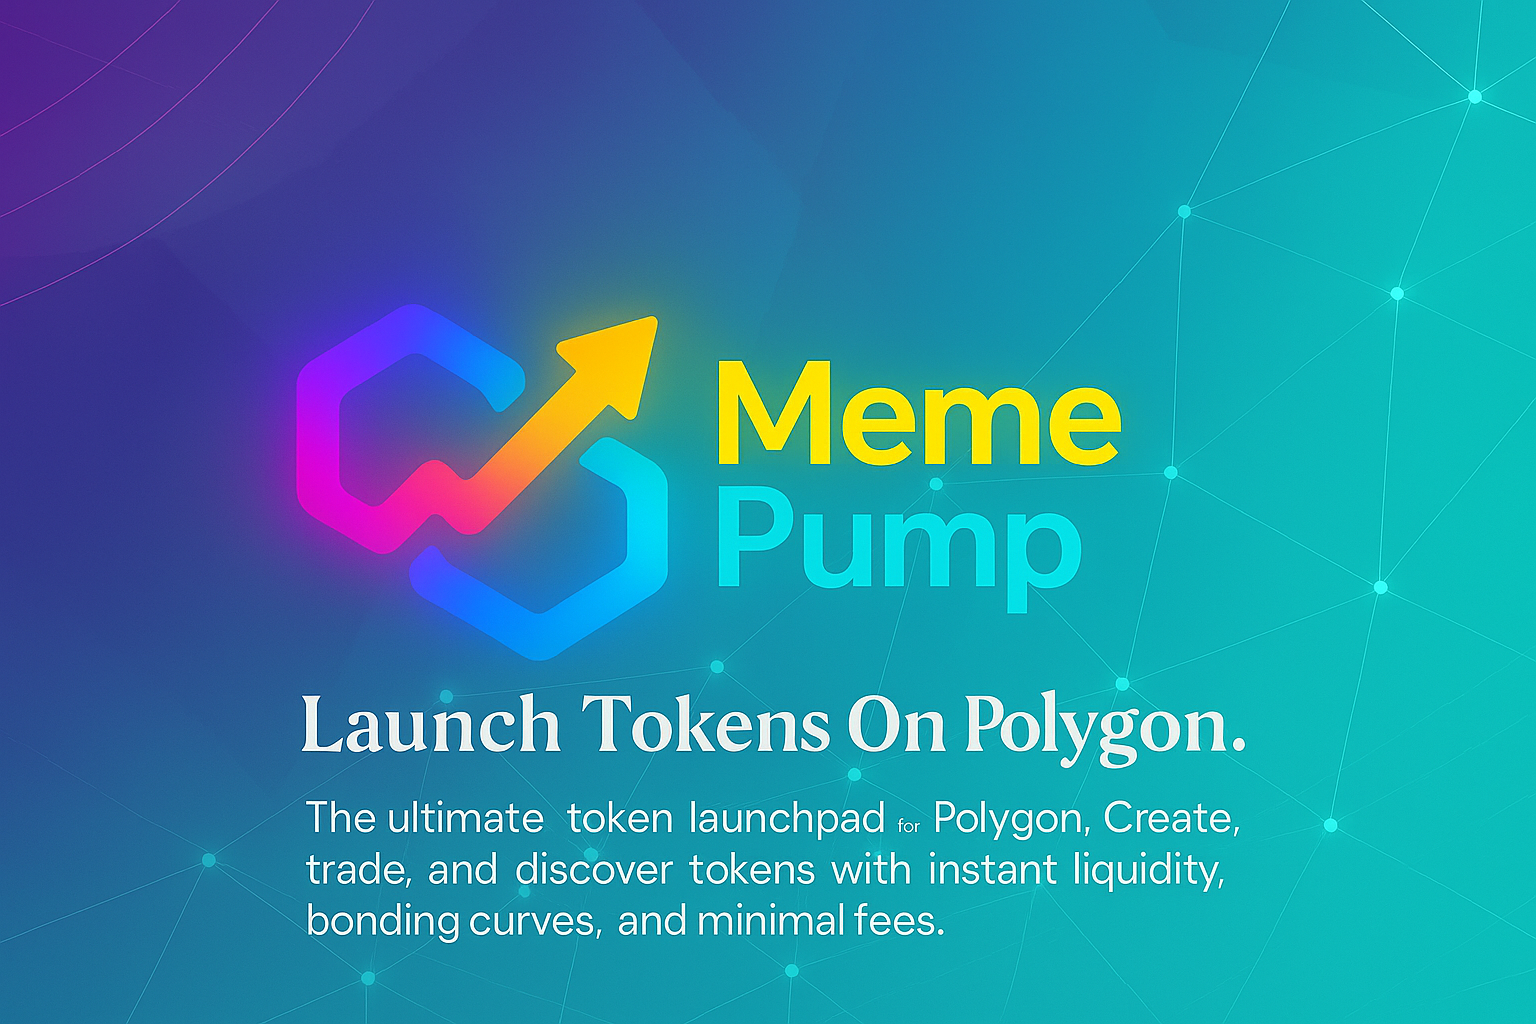 Meme
Pump
Launch Tokens On Polygon.
The ultimate token launchpad for Polygon, Create,
trade, and discover tokens with instant liquidity,
bonding curves, and minimal fees.